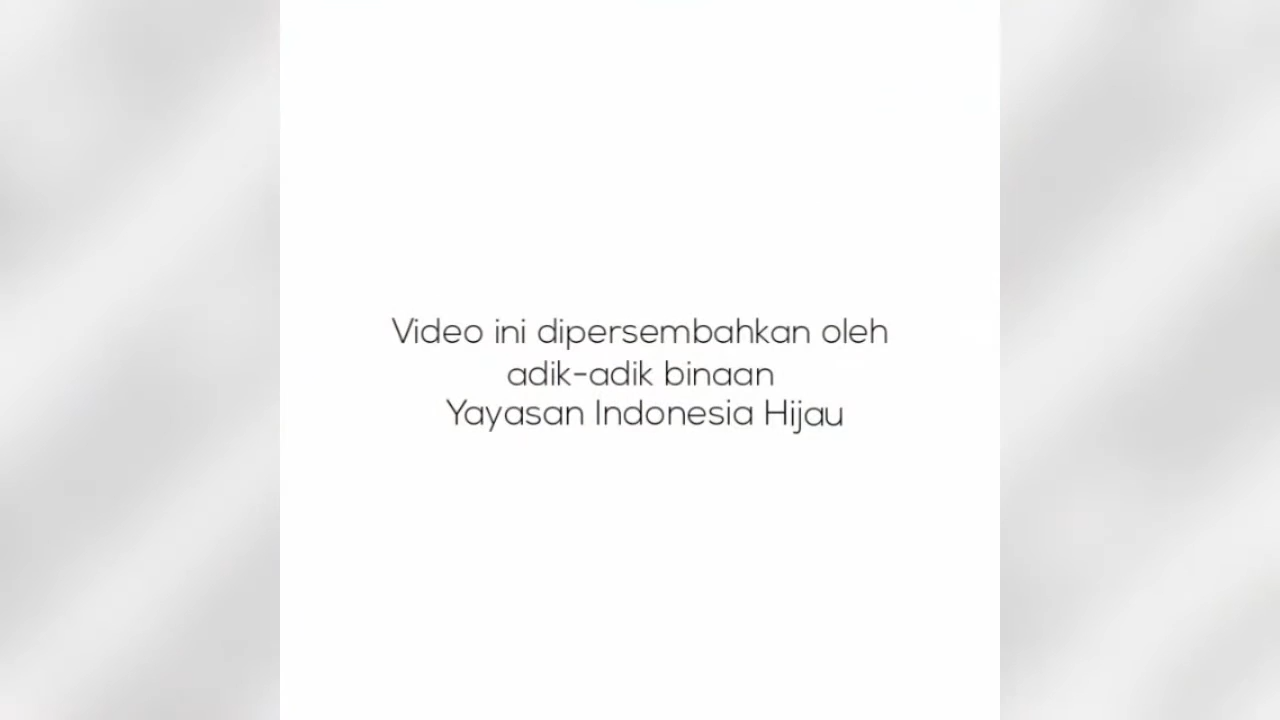 Video ini dipersembahkan oleh
adik-adik binaan
Yayasan Indonesia Hijau